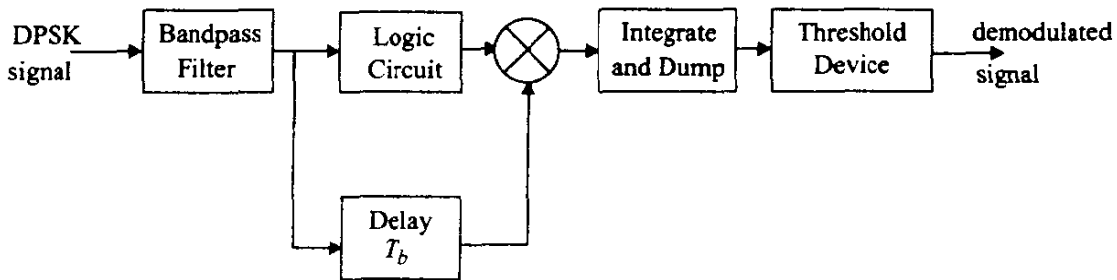 DPSK
signal
Bandpass
Filter
Logic
Circuit
Integrate
and Dump
Threshold
Device
demodulated
signal
Delay
T_b